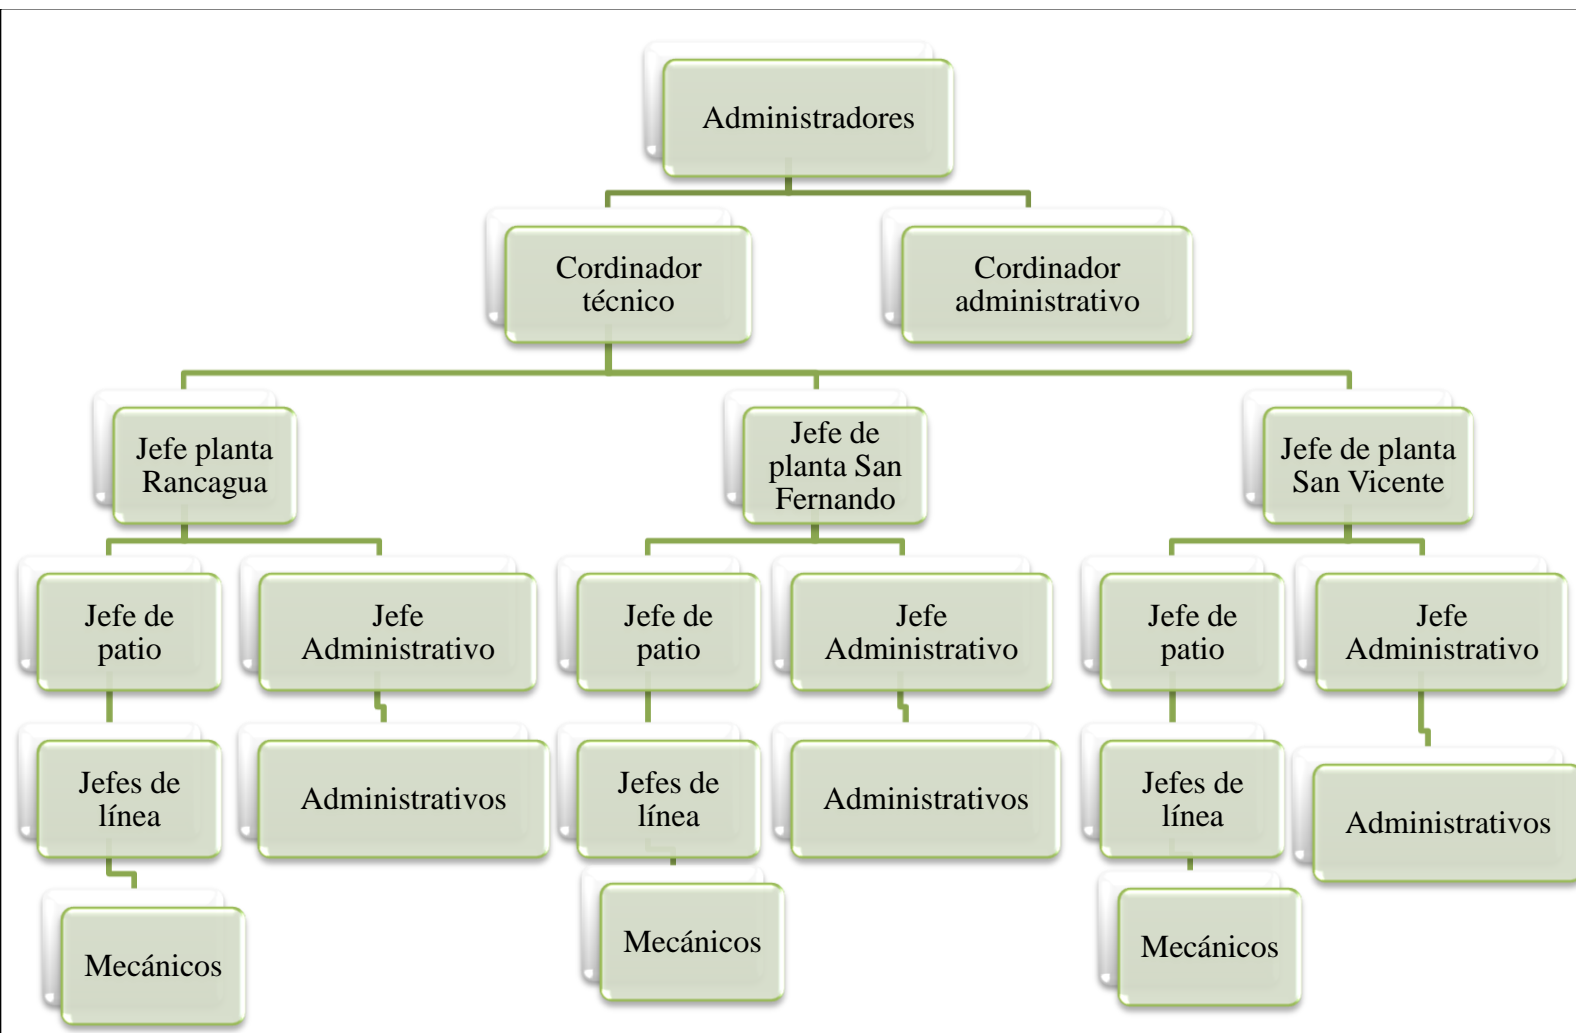 Administradores
Cordinador
técnico
Cordinador
administrativo
Jefe planta
Rancagua
Jefe de
planta San
Fernando
Jefe de planta
San Vicente
Jefe de
patio
Jefe
Administrativo
Jefe de
patio
Jefe
Administrativo
Jefe de
patio
Jefe
Administrativo
Jefes de
línea
Administrativos
Jefes de
línea
Administrativos
Jefes de
línea
Administrativos
Mecánicos
Mecánicos
Mecánicos